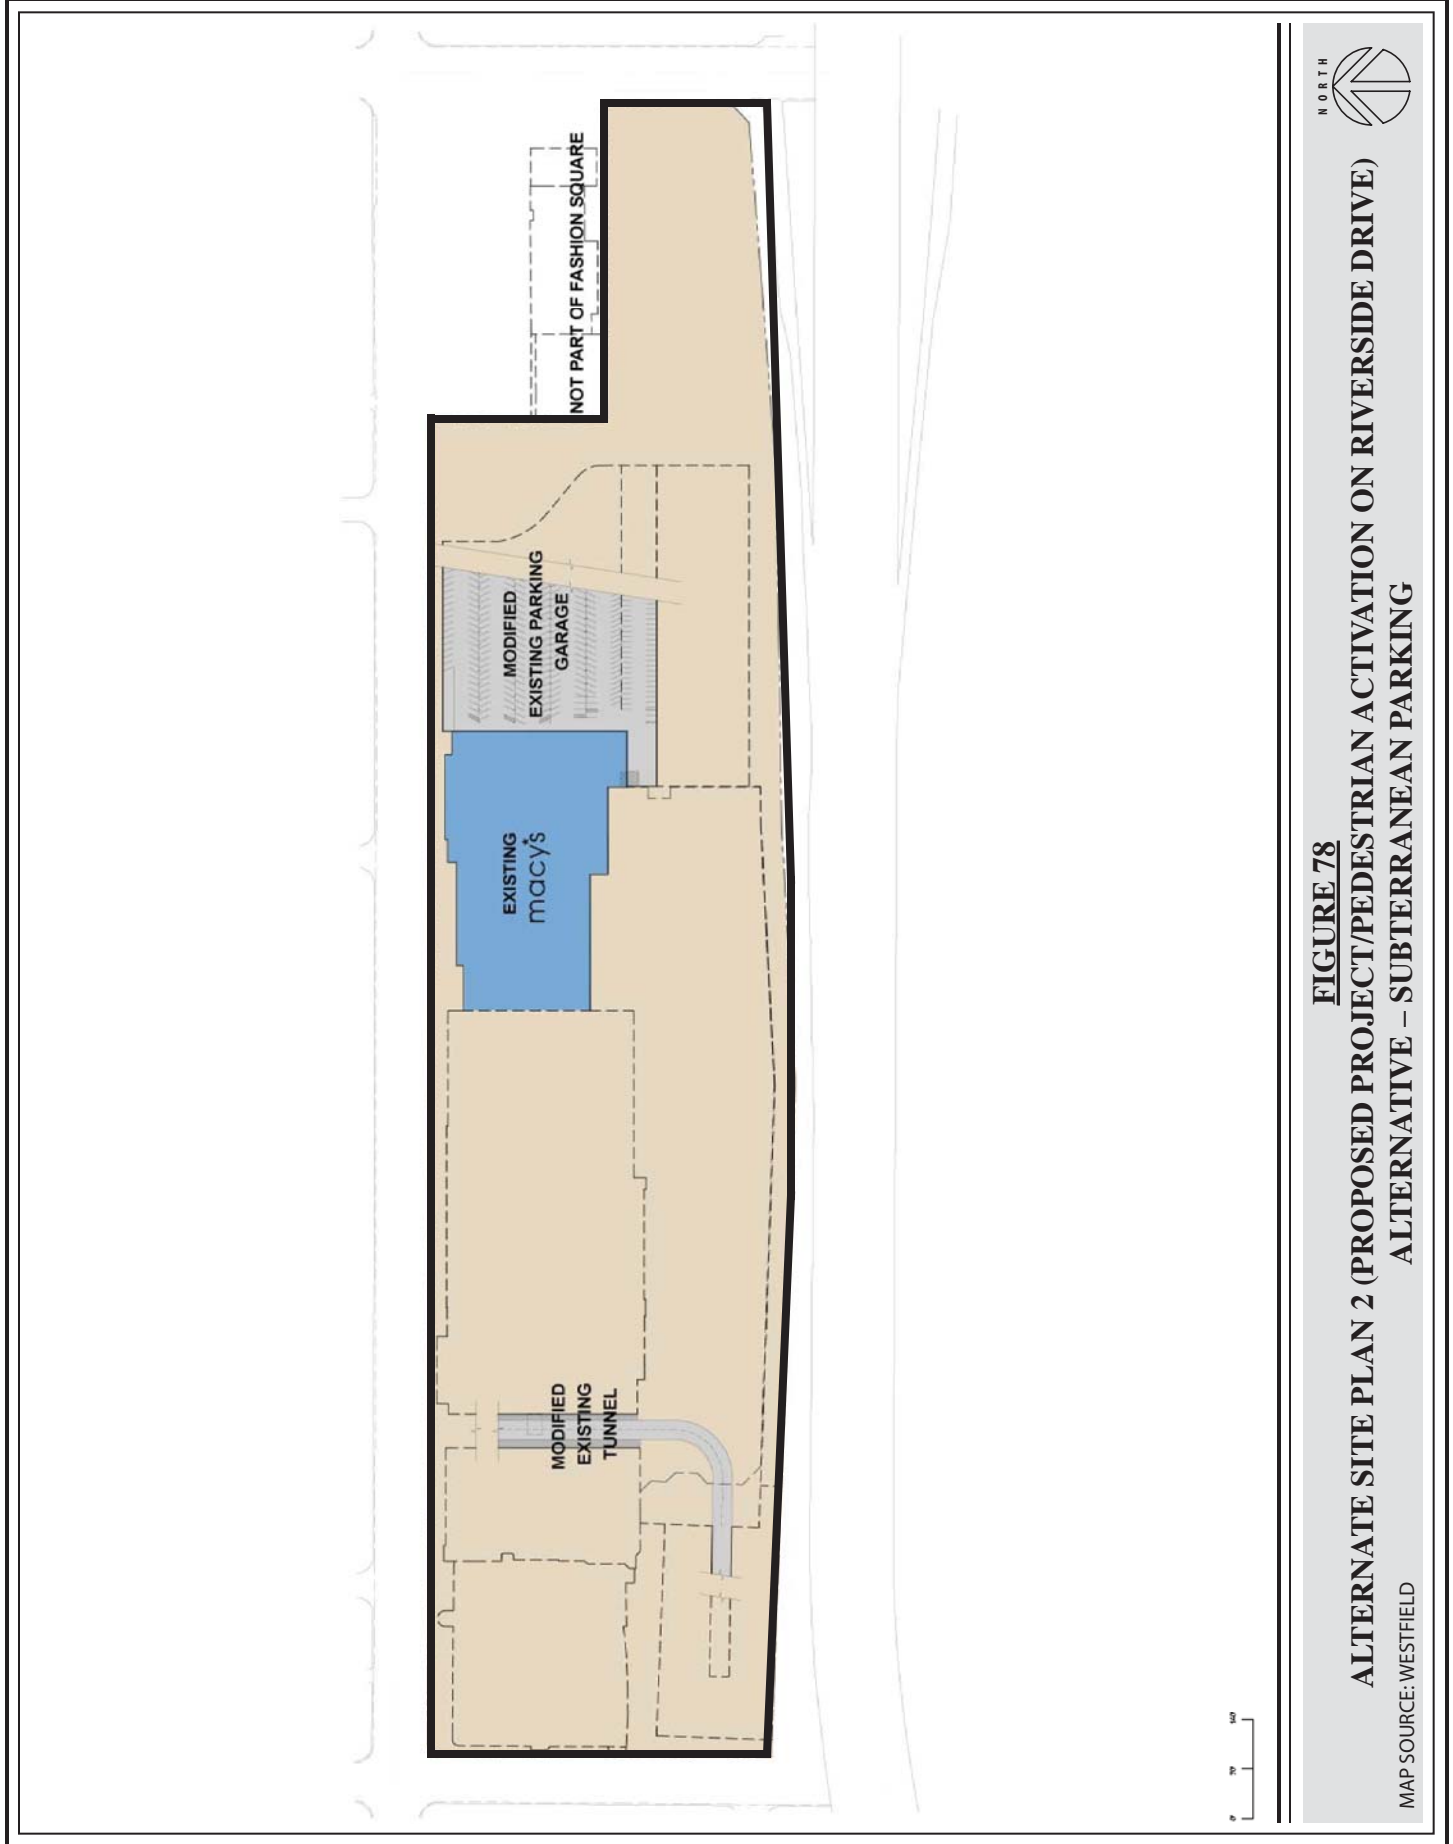 NOT PART OF FASHION SQUARE
MODIFIED
EXISTING PARKING
GARAGE
EXISTING
macy's
MODIFIED
EXISTING
TUNNEL
NORTH
FIGURE 78
ALTERNATE SITE PLAN 2 (PROPOSED PROJECT/PEDESTRIAN ACTIVATION ON RIVERSIDE DRIVE)
ALTERNATIVE – SUBTERRANEAN PARKING
MAP SOURCE: WESTFIELD